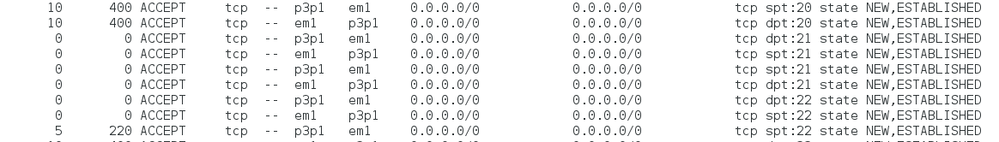 10 400 ACCEPT tcp -- p3p1 em1 0.0.0.0/0 0.0.0.0/0 tcp spt:20 state NEW,ESTABLISHED
10 400 ACCEPT tcp -- em1 p3p1 0.0.0.0/0 0.0.0.0/0 tcp dpt:20 state NEW,ESTABLISHED
0 0 ACCEPT tcp -- p3p1 em1 0.0.0.0/0 0.0.0.0/0 tcp dpt:21 state NEW,ESTABLISHED
0 0 ACCEPT tcp -- em1 p3p1 0.0.0.0/0 0.0.0.0/0 tcp spt:21 state NEW,ESTABLISHED
0 0 ACCEPT tcp -- p3p1 em1 0.0.0.0/0 0.0.0.0/0 tcp spt:21 state NEW,ESTABLISHED
0 0 ACCEPT tcp -- em1 p3p1 0.0.0.0/0 0.0.0.0/0 tcp dpt:21 state NEW,ESTABLISHED
0 0 ACCEPT tcp -- p3p1 em1 0.0.0.0/0 0.0.0.0/0 tcp dpt:22 state NEW,ESTABLISHED
0 0 ACCEPT tcp -- em1 p3p1 0.0.0.0/0 0.0.0.0/0 tcp spt:22 state NEW,ESTABLISHED
5 220 ACCEPT tcp -- p3p1 em1 0.0.0.0/0 0.0.0.0/0 tcp spt:22 state NEW,ESTABLISHED